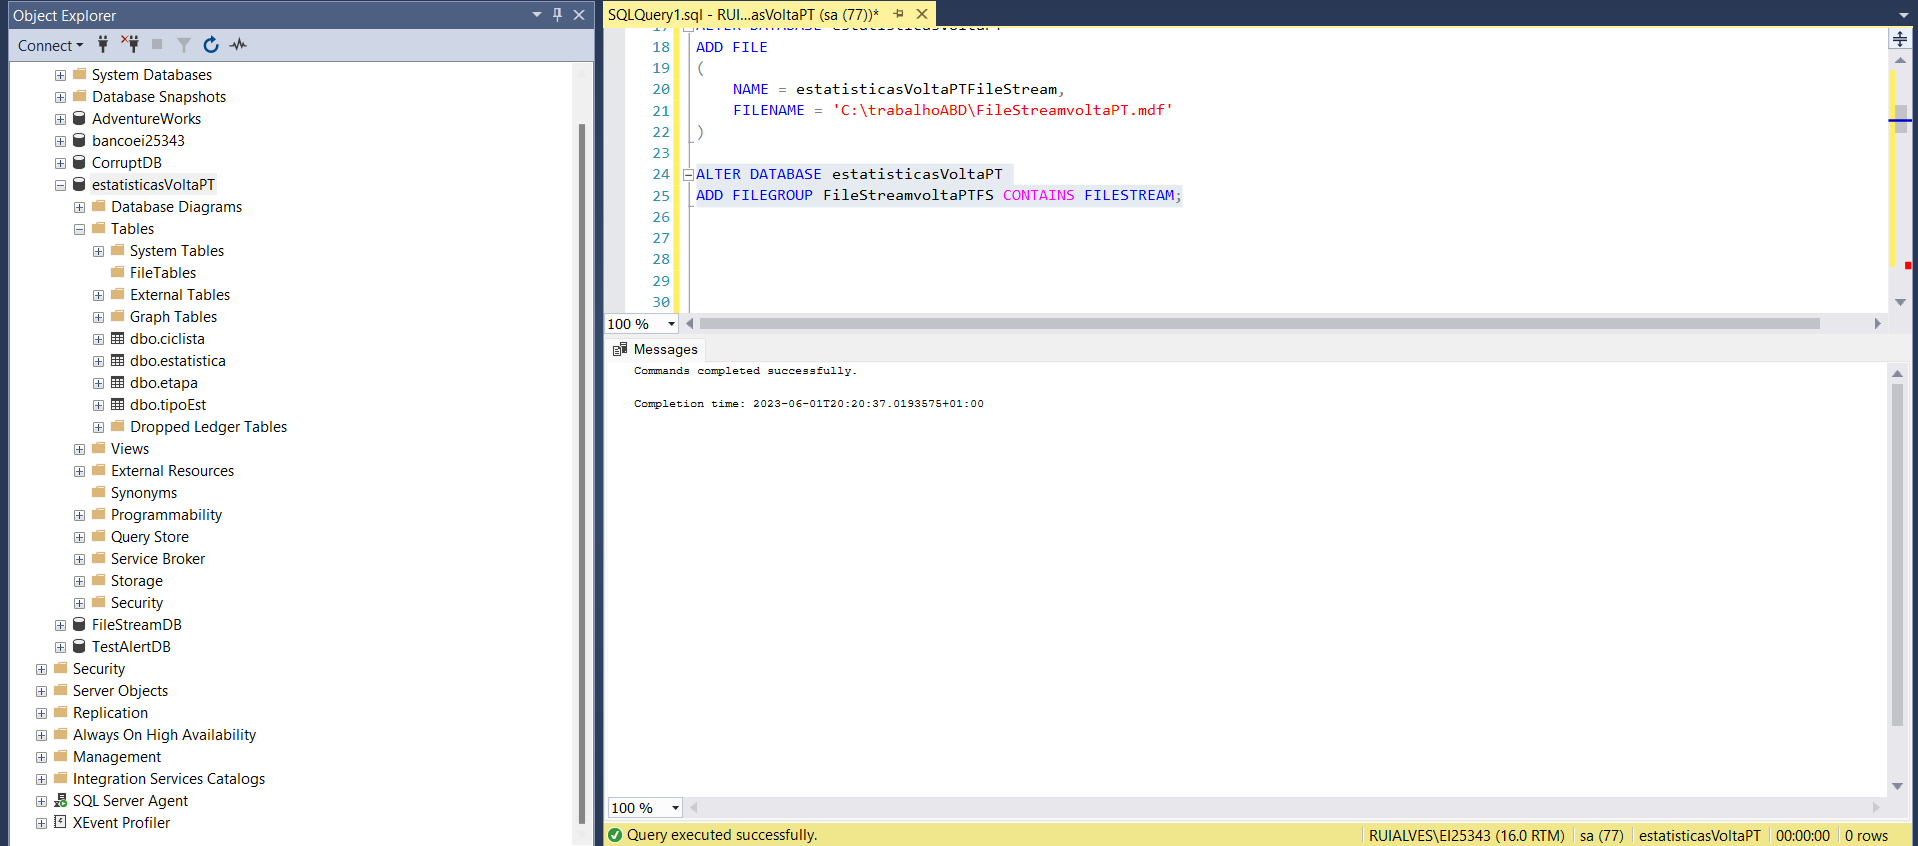 Object Explorer
Connect
System Databases
Database Snapshots
AdventureWorks
bancoei25343
CorruptDB
estatisticasVoltaPT
Database Diagrams
Tables
System Tables
FileTables
External Tables
Graph Tables
dbo.ciclista
dbo.estatistica
dbo.etapa
dbo.tipoEst
Dropped Ledger Tables
Views
External Resources
Synonyms
Programmability
Query Store
Service Broker
Storage
Security
FileStreamDB
TestAlertDB
Security
Server Objects
Replication
Always On High Availability
Management
Integration Services Catalogs
SQL Server Agent
XEvent Profiler
SQLQuery1.sql - RUI...asVoltaPT (sa (77))*
17 ALTER DATABASE estatisticasVoltaPT
18 ADD FILE
19 (
20 NAME = estatisticasVoltaPTFileStream,
21 FILENAME = 'C:\trabalhoABD\FileStreamvoltaPT.mdf'
22 )
23
24 ALTER DATABASE estatisticasVoltaPT
25 ADD FILEGROUP FileStreamvoltaPTFS CONTAINS FILESTREAM;
26
27
28
29
30
100 %
Messages
Commands completed successfully.
Completion time: 2023-06-01T20:20:37.0193575+01:00
100 %
Query executed successfully.
RUIALVES\EI25343 (16.0 RTM)
sa (77)
estatisticasVoltaPT
00:00:00
0 rows